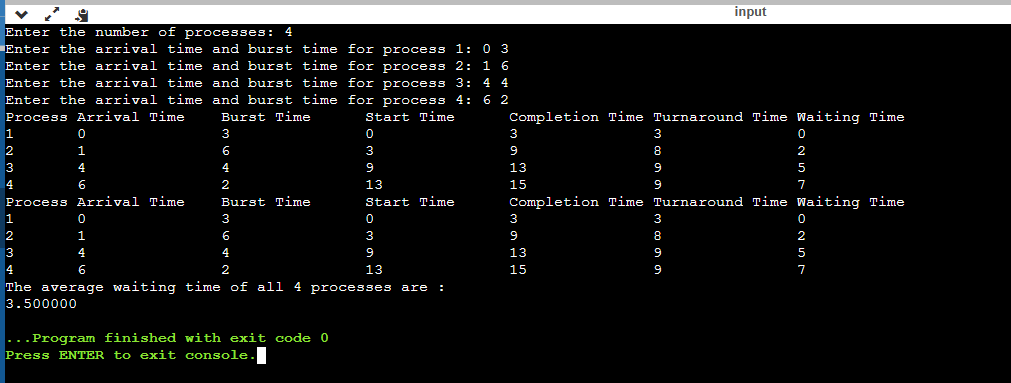 input
Enter the number of processes: 4
Enter the arrival time and burst time for process 1: 0 3
Enter the arrival time and burst time for process 2: 1 6
Enter the arrival time and burst time for process 3: 4 4
Enter the arrival time and burst time for process 4: 6 2
Process Arrival Time    Burst Time      Start Time      Completion Time Turnaround Time Waiting Time
1       0               3               0               3               3               0
2       1               6               3               9               8               2
3       4               4               9               13              9               5
4       6               2               13              15              9               7
Process Arrival Time    Burst Time      Start Time      Completion Time Turnaround Time Waiting Time
1       0               3               0               3               3               0
2       1               6               3               9               8               2
3       4               4               9               13              9               5
4       6               2               13              15              9               7
The average waiting time of all 4 processes are :
3.500000
...Program finished with exit code 0
Press ENTER to exit console.